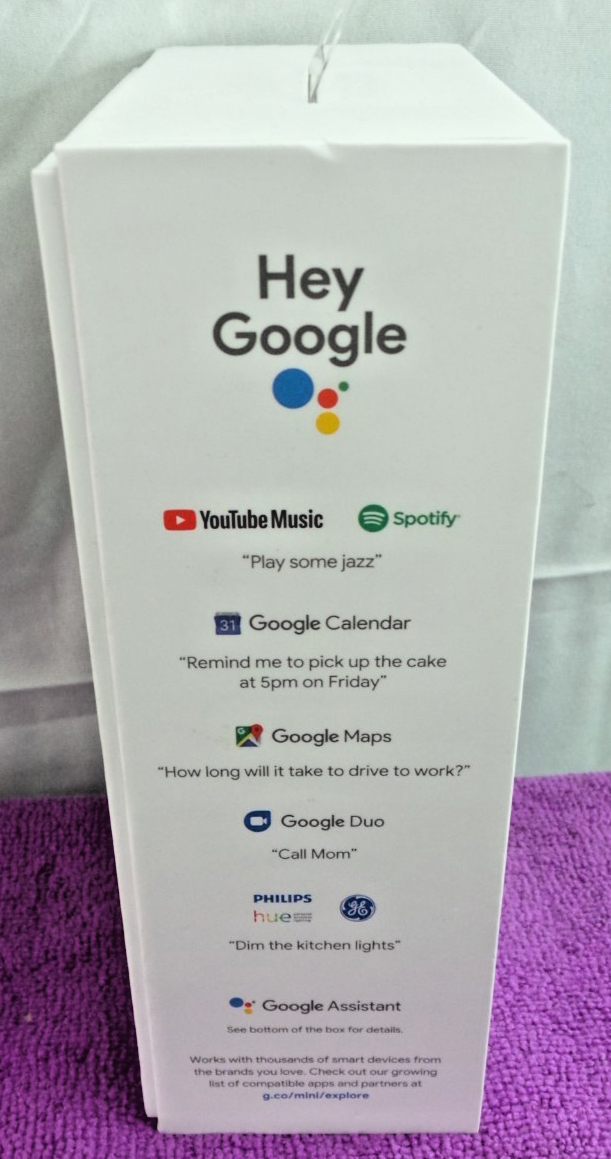 Hey
Google
YouTube Music Spotify
“Play some jazz”
31 Google Calendar
“Remind me to pick up the cake
at 5pm on Friday”
G Google Maps
“How long will it take to drive to work?”
Google Duo
“Call Mom”
PHILIPS
hue GE
“Dim the kitchen lights”
Google Assistant
See bottom of the box for details.
Works with thousands of smart devices from
the brands you love. Check out our growing
list of compatible apps and partners at
g.co/mini/explore